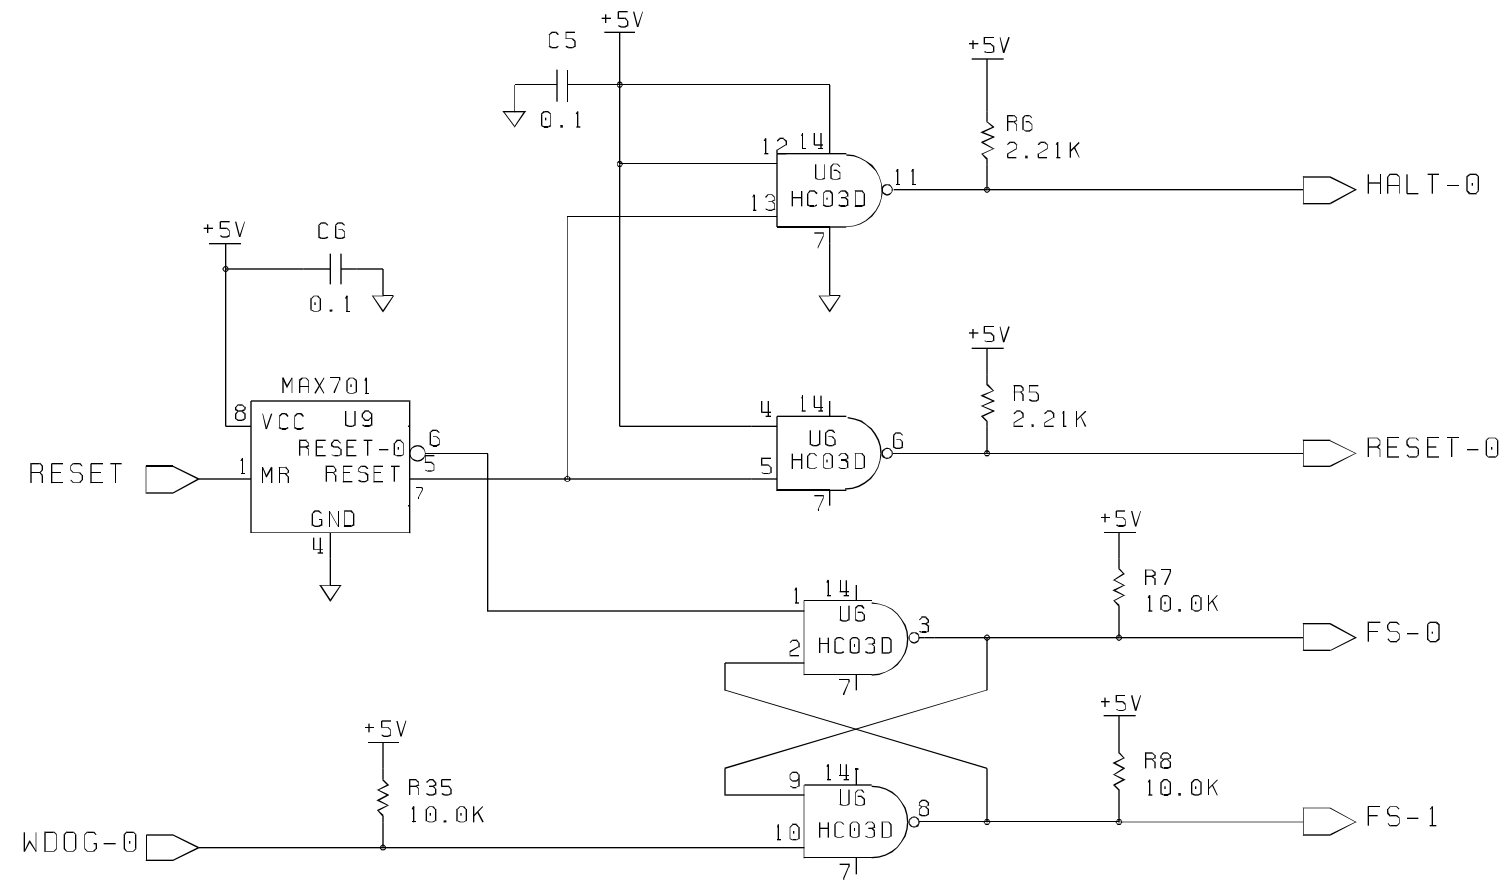 +5V
C5
0.1
12 14
U6
HC03D
13
7
11
+5V
R6
2.21K
HALT-0
+5V
C6
0.1
MAX701
8 VCC U9
RESET-0 6
5
RESET
1 MR RESET
7
GND
4
4 14
U6
HC03D
5
7
6
+5V
R5
2.21K
RESET-0
1 14
U6
HC03D
2
7
3
+5V
R7
10.0K
FS-0
+5V
R35
10.0K
WDOG-0
9 14
U6
HC03D
10
7
8
+5V
R8
10.0K
FS-1